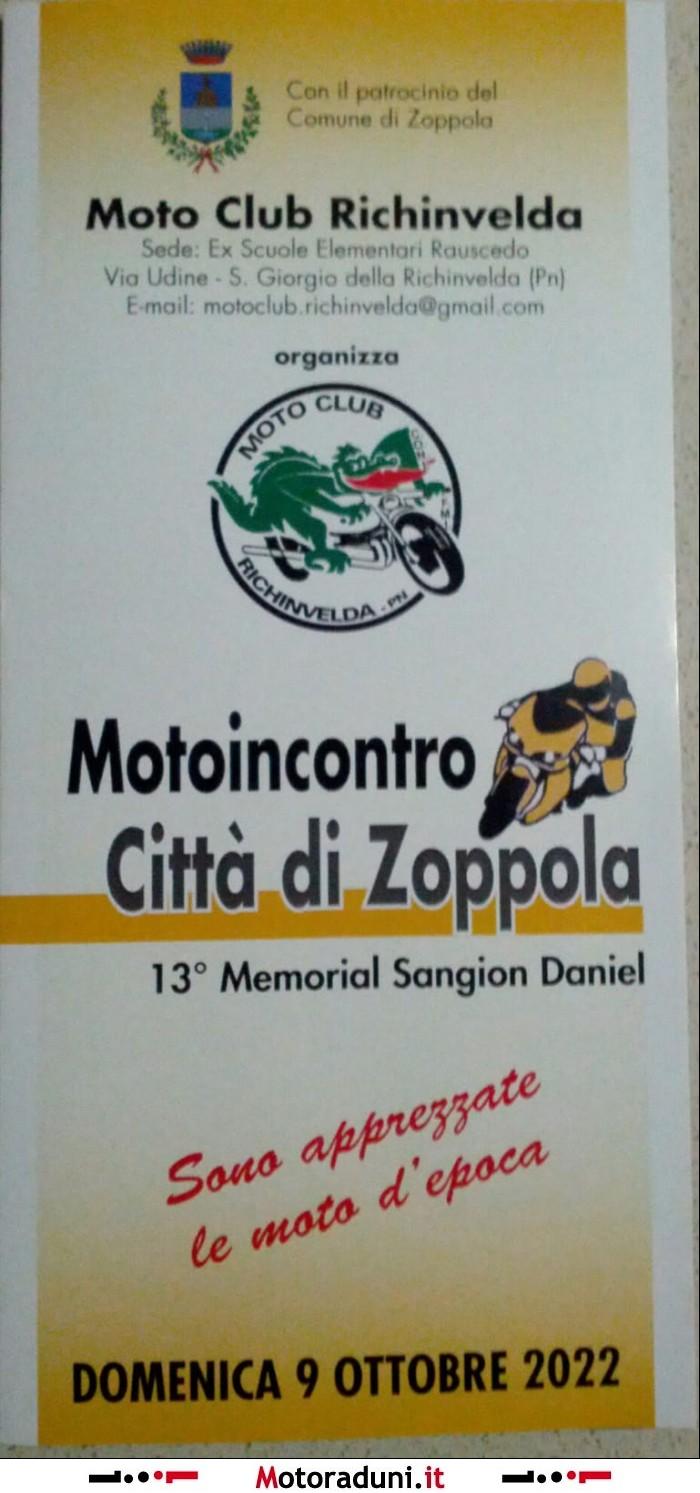 Con il patrocinio del
Comune di Zoppola
Moto Club Richinvelda
Sede: Ex Scuole Elementari Rauscedo
Via Udine - S. Giorgio della Richinvelda (Pn)
E-mail: motoclub.richinvelda@gmail.com
organizza
MOTO CLUB
RICHINVELDA - PN
Motoincontro
Città di Zoppola
13° Memorial Sangion Daniel
Sono apprezzate
le moto d'epoca
DOMENICA 9 OTTOBRE 2022
Motoraduni.it